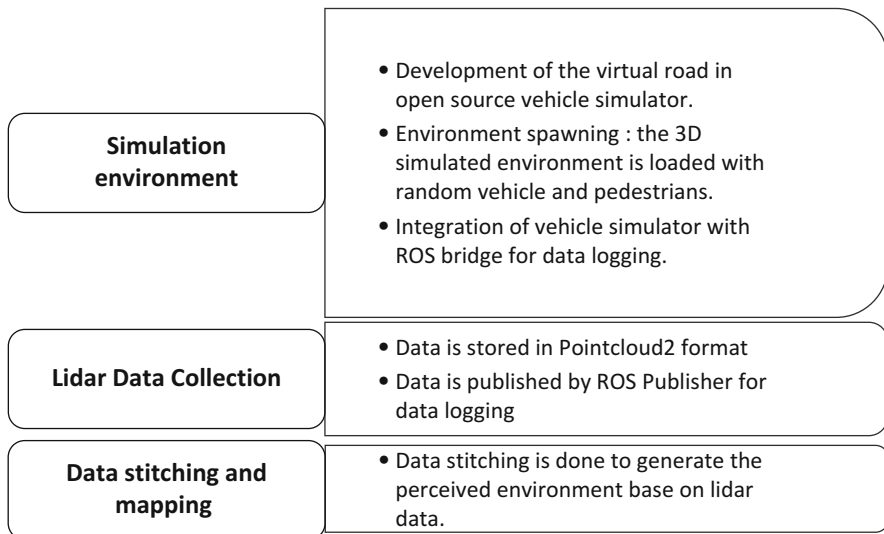 Simulation
environment
• Development of the virtual road in
open source vehicle simulator.
• Environment spawning : the 3D
simulated environment is loaded with
random vehicle and pedestrians.
• Integration of vehicle simulator with
ROS bridge for data logging.
Lidar Data Collection
• Data is stored in Pointcloud2 format
• Data is published by ROS Publisher for
data logging
Data stitching and
mapping
• Data stitching is done to generate the
perceived environment base on lidar
data.